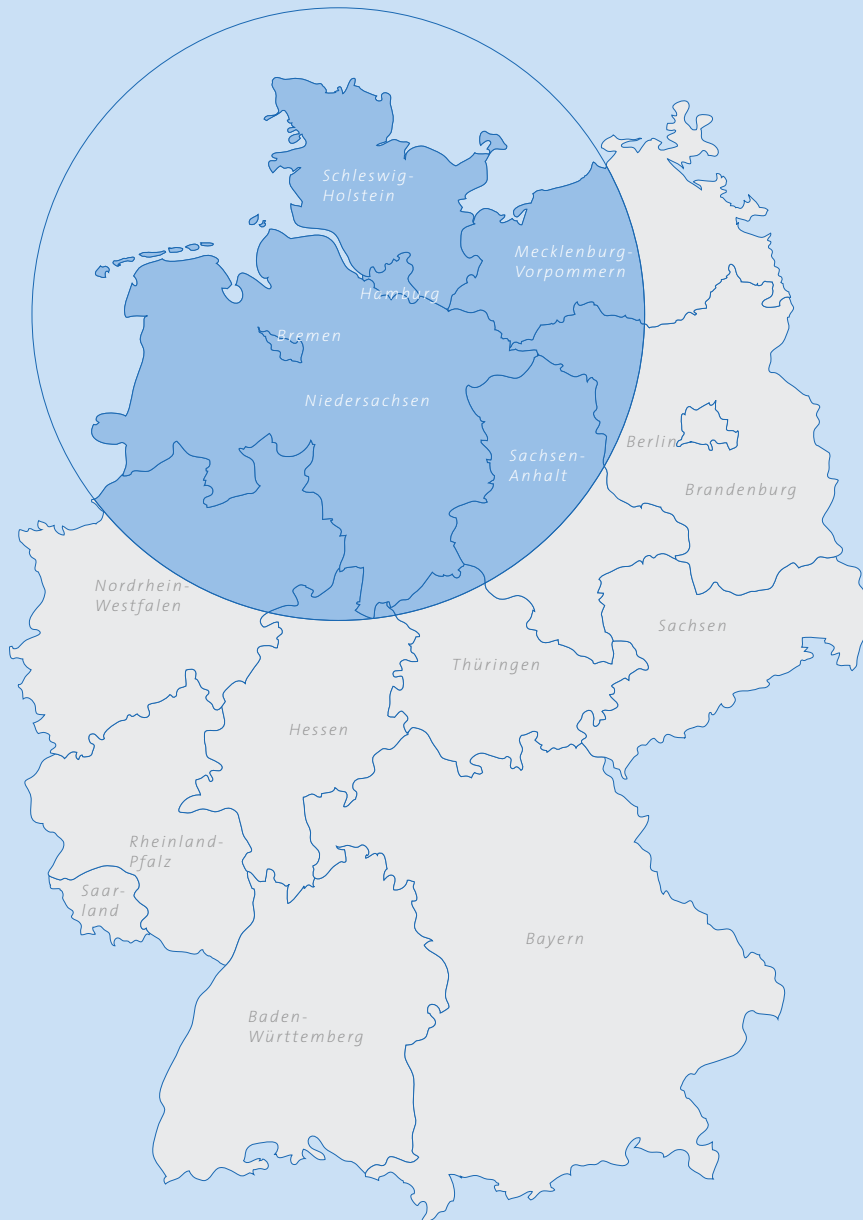 Schleswig-
Holstein
Mecklenburg-
Vorpommern
Hamburg
Bremen
Niedersachsen
Sachsen-
Anhalt
Berlin
Brandenburg
Nordrhein-
Westfalen
Sachsen
Thüringen
Hessen
Rheinland-
Pfalz
Saar-
land
Bayern
Baden-
Württemberg